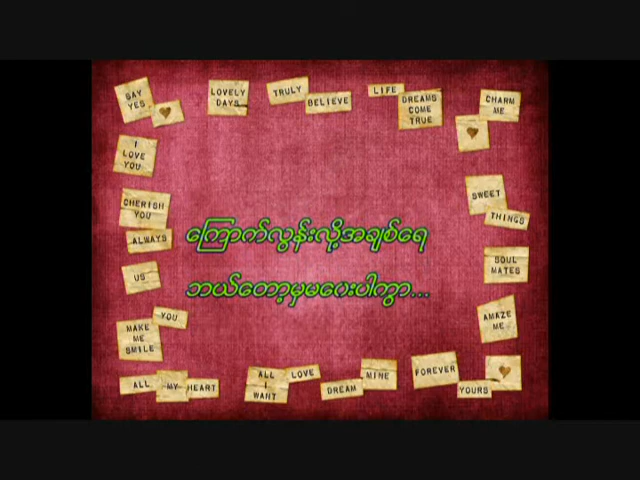 SAY
YES
LOVELY
DAYS
TRULY
BELIEVE
LIFE
DREAMS
COME
TRUE
CHARM
ME
I
LOVE
YOU
CHERISH
YOU
ALWAYS
SWEET
THINGS
ကြောက်လွန်းလို့အချစ်ရေ
ဘယ်တော့မှမဝေးပါကွာ...
US
SOUL
MATES
YOU
MAKE
ME
SMILE
AMAZE
ME
ALL
MY
HEART
ALL
I
WANT
LOVE
DREAM
MINE
FOREVER
YOURS